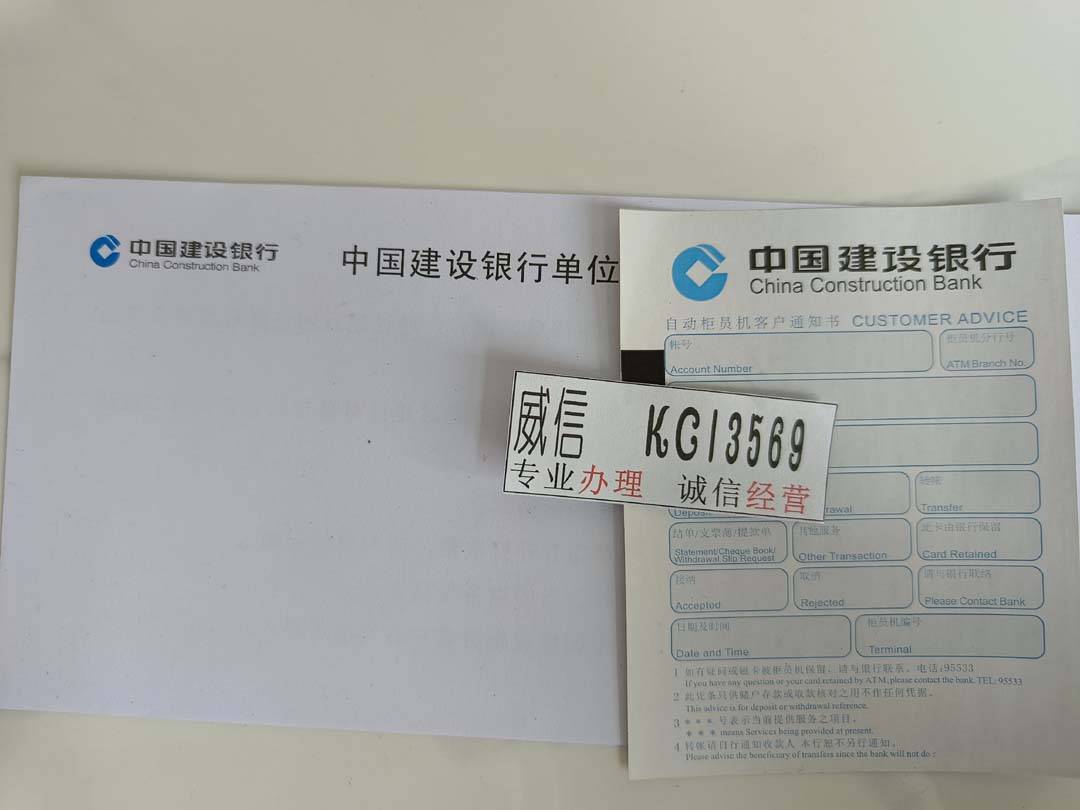 中国建设银行
China Construction Bank
中国建设银行单位
中国建设银行
China Construction Bank
自动柜员机客户通知书 CUSTOMER ADVICE
帐号
Account Number
柜员机分行号
ATM Branch No.
威信 KG13569
专业办理 诚信经营
Deposit
rawal
转帐
Transfer
结单/支票薄/提款单
Statement/Cheque Book/
Withdrawal Slip Request
其他服务
Other Transaction
此卡由银行保留
Card Retained
接纳
Accepted
取消
Rejected
请与银行联络
Please Contact Bank
日期及时间
Date and Time
柜员机编号
Terminal
1 如有疑问或磁卡被柜员机保留，请与银行联系。电话:95533
If you have any question or your card retained by ATM, please contact the bank. TEL: 95533
2 此凭条只供储户存款或取款核对之用不作任何凭据。
This advice is for deposit or withdrawal reference.
3 * * * 号表示当前提供服务之项目。
* * * means Services being provided at present.
4 转帐请自行通知收款人 本行恕不另行通知。
Please advise the beneficiary of transfers since the bank will not do :